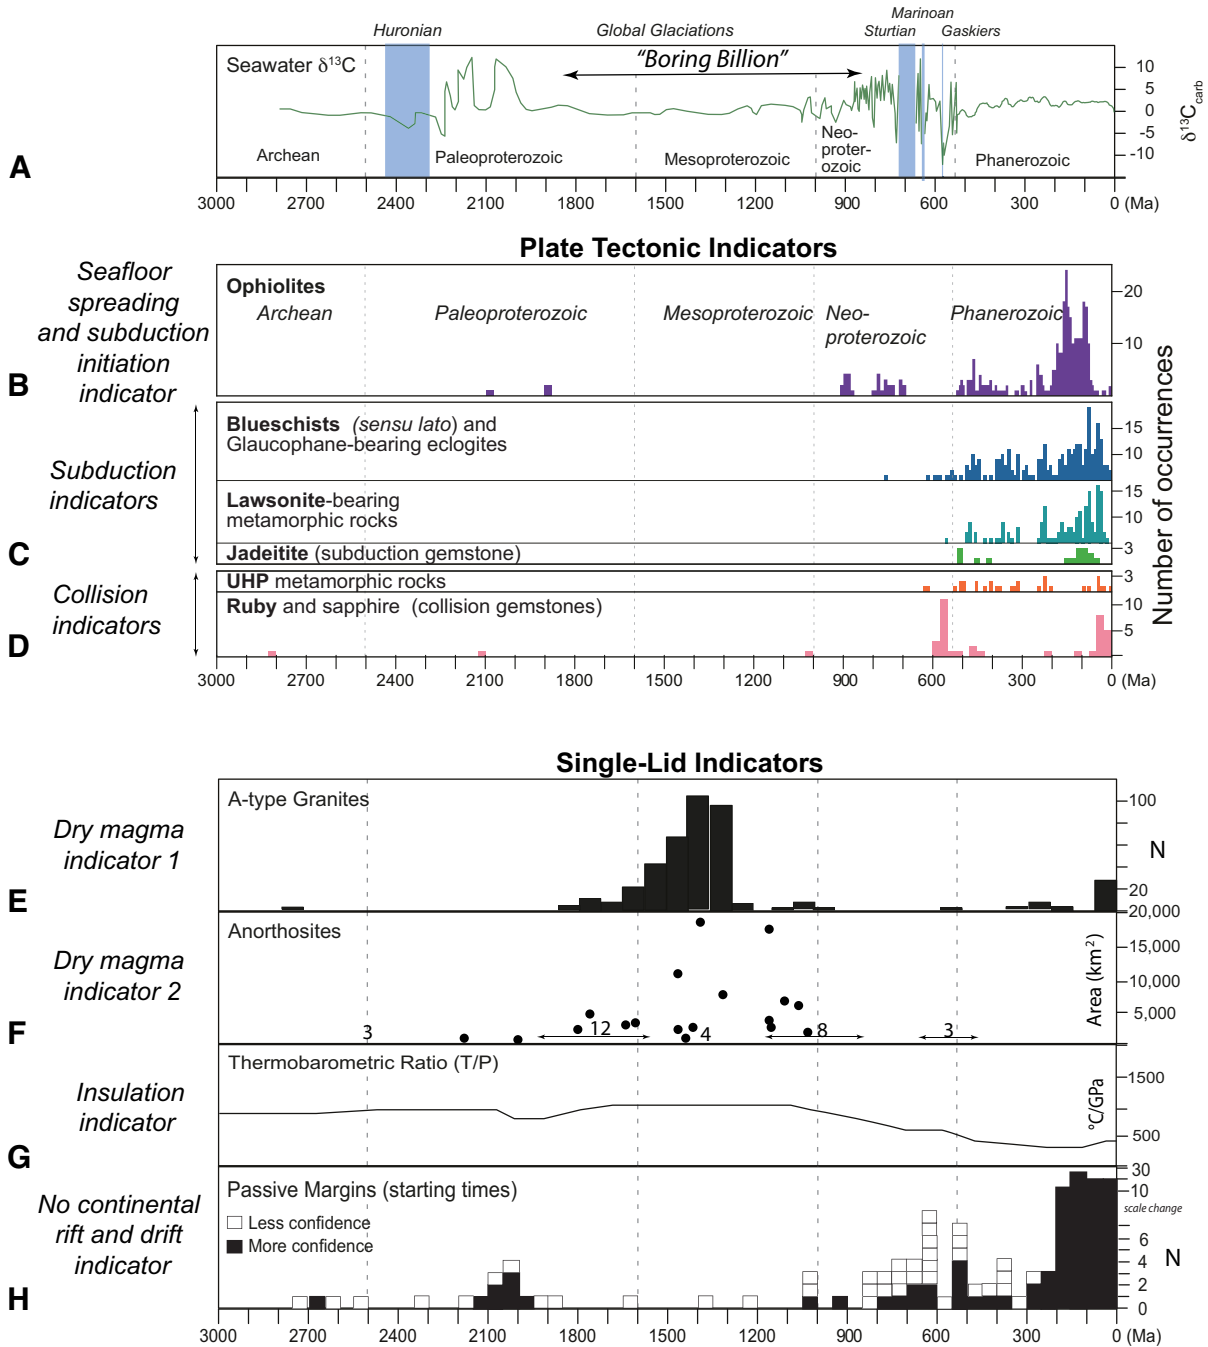 Marinoan
Huronian
Global Glaciations
Sturtian
Gaskiers
Seawater δ¹³C
“Boring Billion”
10
5
0
-5
-10
δ¹³Ccarb
Archean
Paleoproterozoic
Mesoproterozoic
Neo-
proter-
ozoic
Phanerozoic
A
3000 2700 2400 2100 1800 1500 1200 900 600 300 0 (Ma)
Plate Tectonic Indicators
Seafloor
spreading
and subduction
initiation
indicator
B
Ophiolites
Archean
Paleoproterozoic
Mesoproterozoic
Neo-
proterozoic
Phanerozoic
20
10
Number of occurrences
Subduction
indicators
C
Blueschists (sensu lato) and
Glaucophane-bearing eclogites
15
10
Lawsonite-bearing
metamorphic rocks
15
10
Jadeitite (subduction gemstone)
3
Collision
indicators
D
UHP metamorphic rocks
3
Ruby and sapphire (collision gemstones)
10
5
3000 2700 2400 2100 1800 1500 1200 900 600 300 0 (Ma)
Single-Lid Indicators
Dry magma
indicator 1
E
A-type Granites
100
N
20
Dry magma
indicator 2
F
Anorthosites
20,000
15,000
10,000
5,000
Area (km²)
3 12 4 8 3
Insulation
indicator
G
Thermobarometric Ratio (T/P)
1500
500
°C/GPa
No continental
rift and drift
indicator
H
Passive Margins (starting times)
Less confidence
More confidence
30
10
scale change
6
4
2
0
N
3000 2700 2400 2100 1800 1500 1200 900 600 300 0 (Ma)